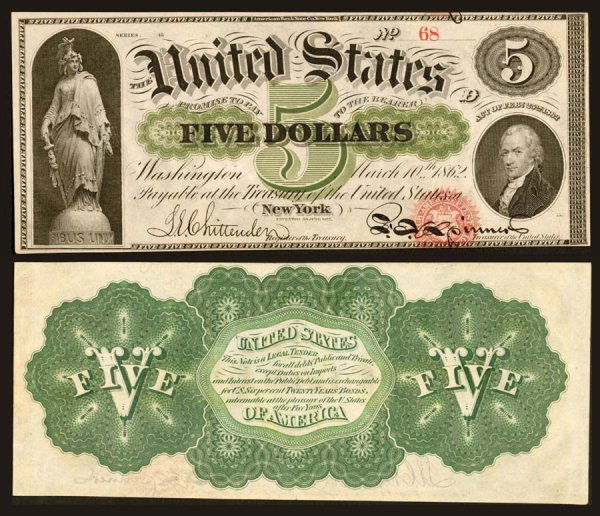 American Bank Note Co. New York.
SERIES
No 68
THE United States
5
PROMISE TO PAY TO THE BEARER
5
FIVE DOLLARS
ACT OF FEB. 25TH 1862
Washington March 10th. 1862.
Payable at the Treasury of the United States at
New York
Register of the Treasury.
Treasurer of the United States.
FIVE
UNITED STATES
This Note is a LEGAL TENDER
for all debts Public and Private
except Duties on Imports
and Interest on the Public Debt, and is exchangeable
for U.S. Six per cent TWENTY YEARS BONDS,
redeemable at the pleasure of the U. States
after Five Years.
OF AMERICA
FIVE